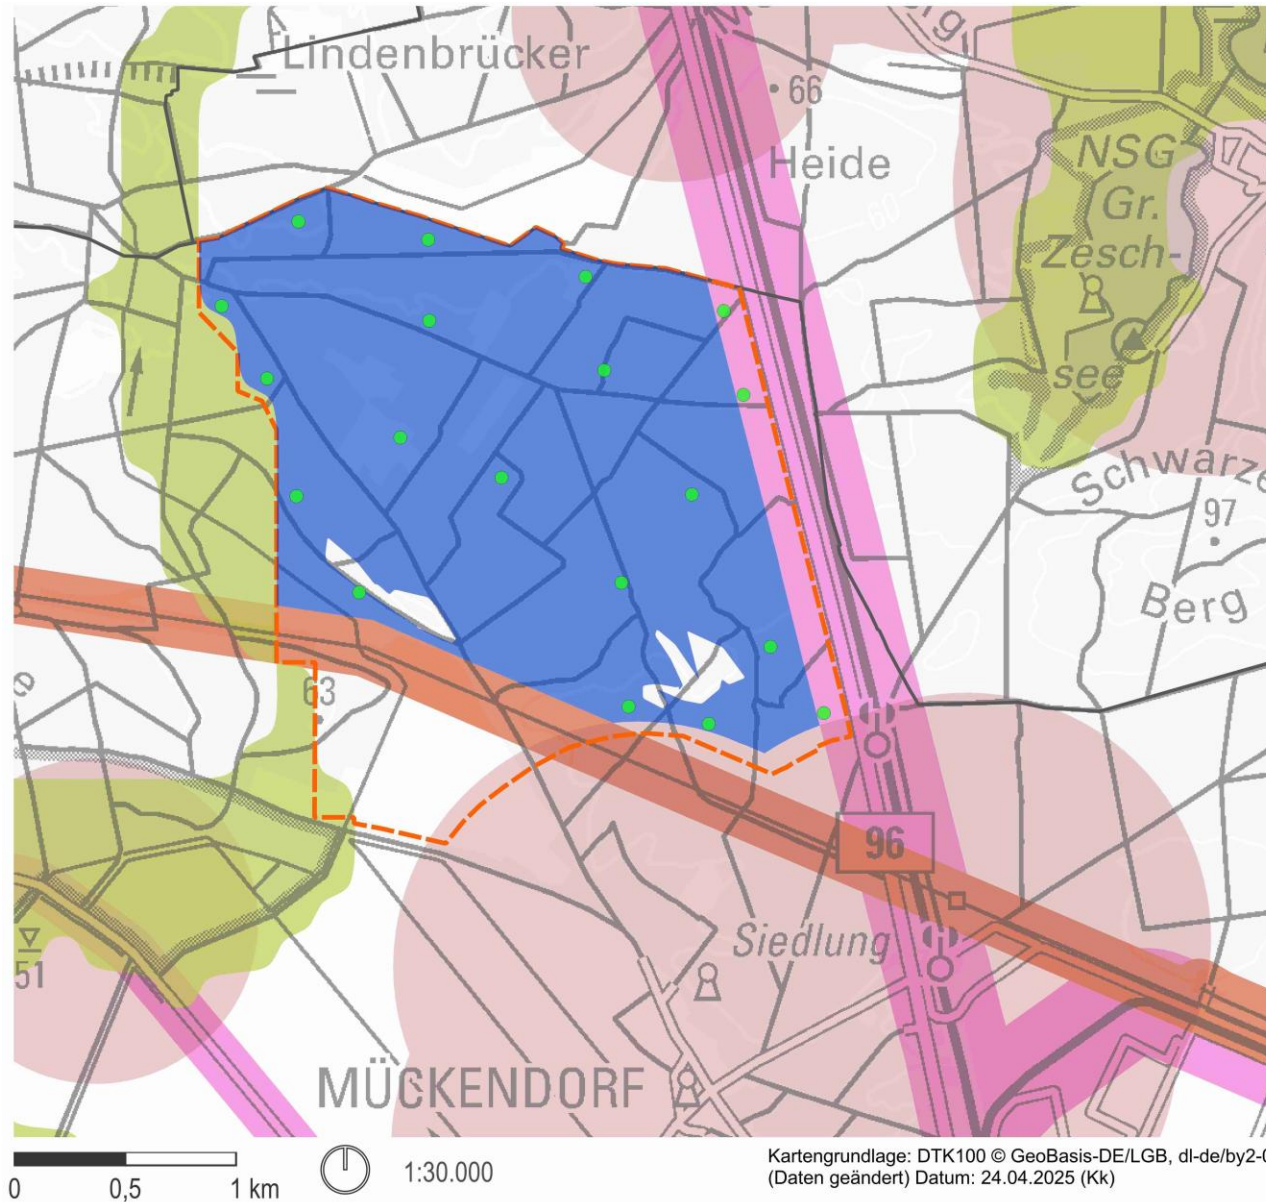 Lindenbrücker
66
Heide
NSG
Gr.
Zesch-
see
Schwarze
97
Berg
63
96
51
Siedlung
MÜCKENDORF
0 0,5 1 km
1:30.000
Kartengrundlage: DTK100 © GeoBasis-DE/LGB, dl-de/by2-0
(Daten geändert) Datum: 24.04.2025 (Kk)